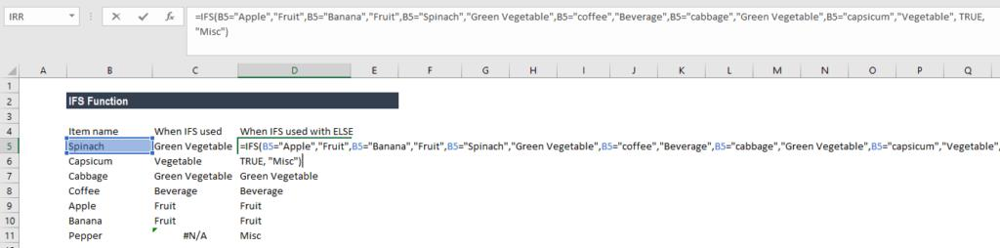 IRR
=IFS(B5="Apple","Fruit",B5="Banana","Fruit",B5="Spinach","Green Vegetable",B5="coffee","Beverage",B5="cabbage","Green Vegetable",B5="capsicum","Vegetable", TRUE,
"Misc")
A B C D E F G H I J K L M N O P Q
1
2 IFS Function
3
4 Item name When IFS used When IFS used with ELSE
5 Spinach Green Vegetable =IFS(B5="Apple","Fruit",B5="Banana","Fruit",B5="Spinach","Green Vegetable",B5="coffee","Beverage",B5="cabbage","Green Vegetable",B5="capsicum","Vegetable",
6 Capsicum Vegetable TRUE, "Misc")
7 Cabbage Green Vegetable Green Vegetable
8 Coffee Beverage Beverage
9 Apple Fruit Fruit
10 Banana Fruit Fruit
11 Pepper #N/A Misc